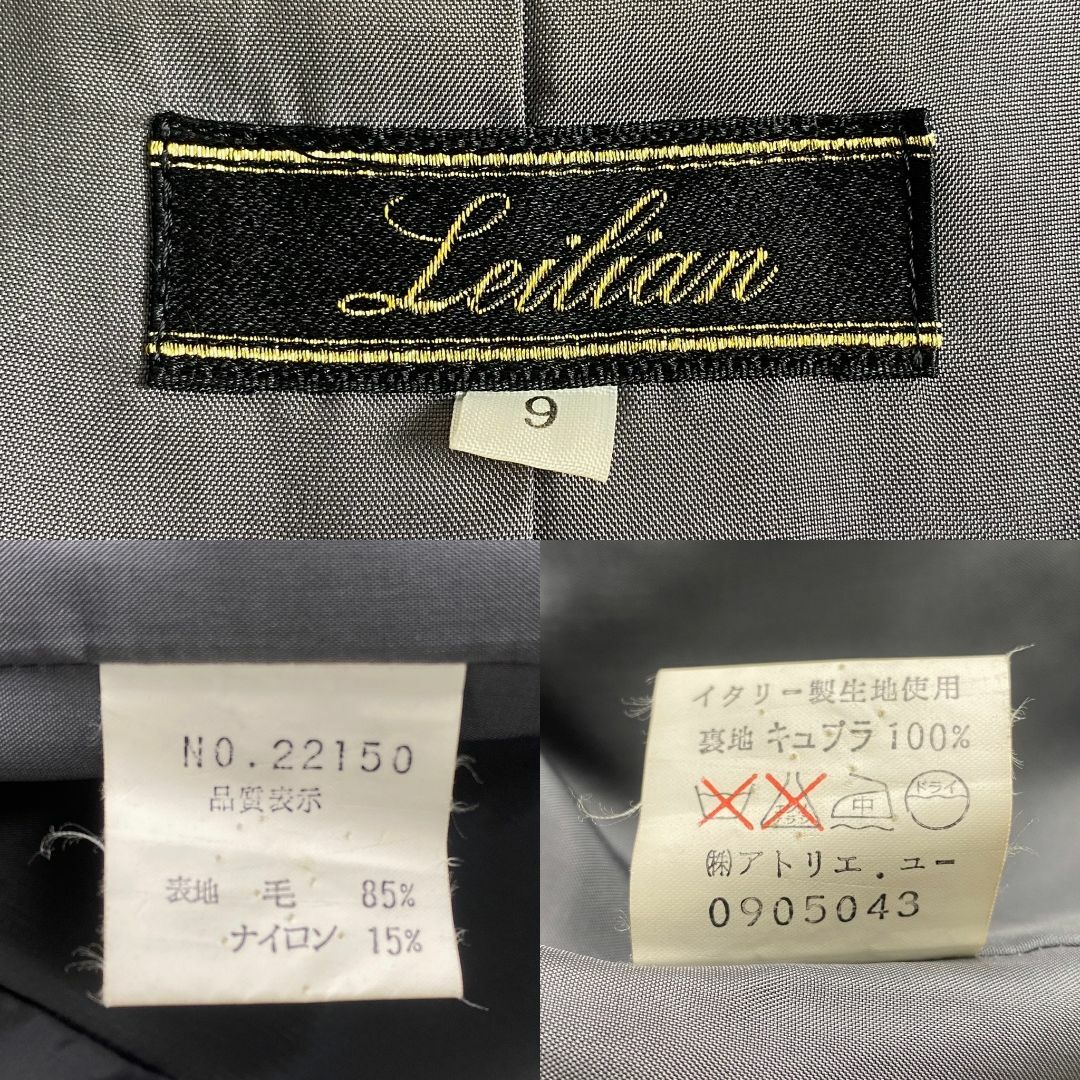 Leilian
9
NO.22150
品質表示
表地 毛 85%
ナイロン 15%
イタリー製生地使用
裏地 キュプラ 100%
中 ドライ
㈱アトリエ.ユー
0905043